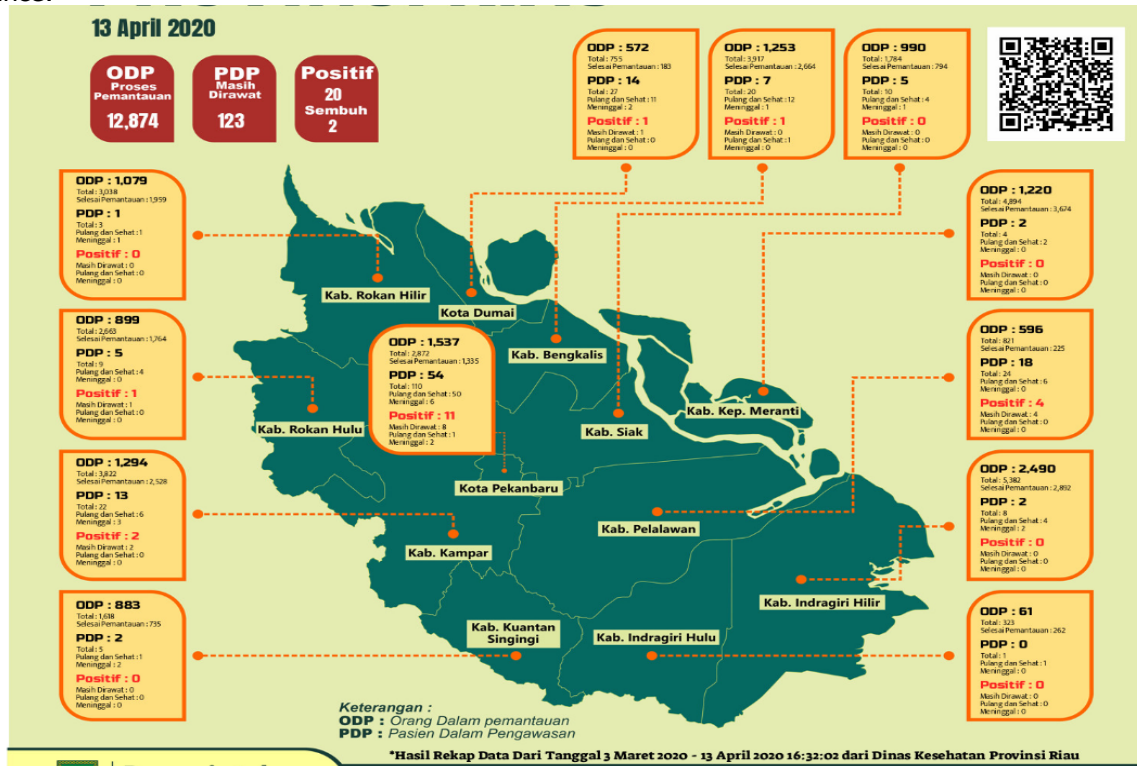 13 April 2020
ODP
Proses
Pemantauan
12,874
PDP
Masih
Dirawat
123
Positif
20
Sembuh
2
ODP : 572
Total : 755
Selesai Pemantauan : 183
PDP : 14
Total : 27
Pulang dan Sehat : 11
Meninggal : 2
Positif : 1
Masih Dirawat : 1
Pulang dan Sehat : 0
Meninggal : 0
ODP : 1,253
Total : 3,917
Selesai Pemantauan : 2,664
PDP : 7
Total : 20
Pulang dan Sehat : 12
Meninggal : 1
Positif : 1
Masih Dirawat : 0
Pulang dan Sehat : 1
Meninggal : 0
ODP : 990
Total : 1,784
Selesai Pemantauan : 794
PDP : 5
Total : 10
Pulang dan Sehat : 4
Meninggal : 1
Positif : 0
Masih Dirawat : 0
Pulang dan Sehat : 0
Meninggal : 0
ODP : 1,079
Total : 3,038
Selesai Pemantauan : 1,959
PDP : 1
Total : 3
Pulang dan Sehat : 1
Meninggal : 1
Positif : 0
Masih Dirawat : 0
Pulang dan Sehat : 0
Meninggal : 0
ODP : 1,220
Total : 4,894
Selesai Pemantauan : 3,674
PDP : 2
Total : 4
Pulang dan Sehat : 2
Meninggal : 0
Positif : 0
Masih Dirawat : 0
Pulang dan Sehat : 0
Meninggal : 0
ODP : 899
Total : 2,663
Selesai Pemantauan : 1,764
PDP : 5
Total : 9
Pulang dan Sehat : 4
Meninggal : 0
Positif : 1
Masih Dirawat : 1
Pulang dan Sehat : 0
Meninggal : 0
ODP : 1,537
Total : 2,872
Selesai Pemantauan : 1,335
PDP : 54
Total : 110
Pulang dan Sehat : 50
Meninggal : 6
Positif : 11
Masih Dirawat : 8
Pulang dan Sehat : 1
Meninggal : 2
ODP : 596
Total : 821
Selesai Pemantauan : 225
PDP : 18
Total : 24
Pulang dan Sehat : 6
Meninggal : 0
Positif : 4
Masih Dirawat : 4
Pulang dan Sehat : 0
Meninggal : 0
ODP : 1,294
Total : 3,822
Selesai Pemantauan : 2,528
PDP : 13
Total : 22
Pulang dan Sehat : 6
Meninggal : 3
Positif : 2
Masih Dirawat : 2
Pulang dan Sehat : 0
Meninggal : 0
ODP : 2,490
Total : 5,382
Selesai Pemantauan : 2,892
PDP : 2
Total : 8
Pulang dan Sehat : 4
Meninggal : 2
Positif : 0
Masih Dirawat : 0
Pulang dan Sehat : 0
Meninggal : 0
ODP : 883
Total : 1,618
Selesai Pemantauan : 735
PDP : 2
Total : 5
Pulang dan Sehat : 1
Meninggal : 2
Positif : 0
Masih Dirawat : 0
Pulang dan Sehat : 0
Meninggal : 0
ODP : 61
Total : 323
Selesai Pemantauan : 262
PDP : 0
Total : 1
Pulang dan Sehat : 1
Meninggal : 0
Positif : 0
Masih Dirawat : 0
Pulang dan Sehat : 0
Meninggal : 0
Kab. Rokan Hilir
Kota Dumai
Kab. Bengkalis
Kab. Kep. Meranti
Kab. Rokan Hulu
Kab. Siak
Kota Pekanbaru
Kab. Pelalawan
Kab. Kampar
Kab. Indragiri Hilir
Kab. Kuantan
Singingi
Kab. Indragiri Hulu
Keterangan :
ODP : Orang Dalam pemantauan
PDP : Pasien Dalam Pengawasan
*Hasil Rekap Data Dari Tanggal 3 Maret 2020 - 13 April 2020 16:32:02 dari Dinas Kesehatan Provinsi Riau